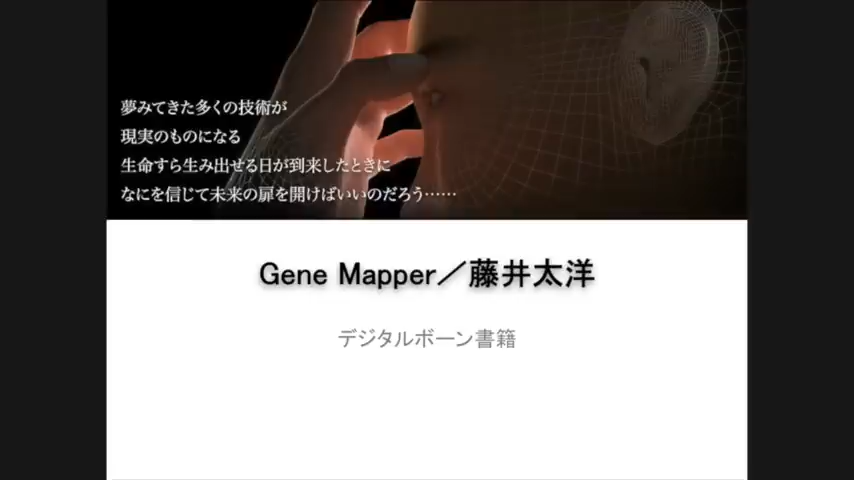 夢みてきた多くの技術が
現実のものになる
生命すら生み出せる日が到来したときに
なにを信じて未来の扉を開けばいいのだろう……
Gene Mapper／藤井太洋
デジタルボーン書籍